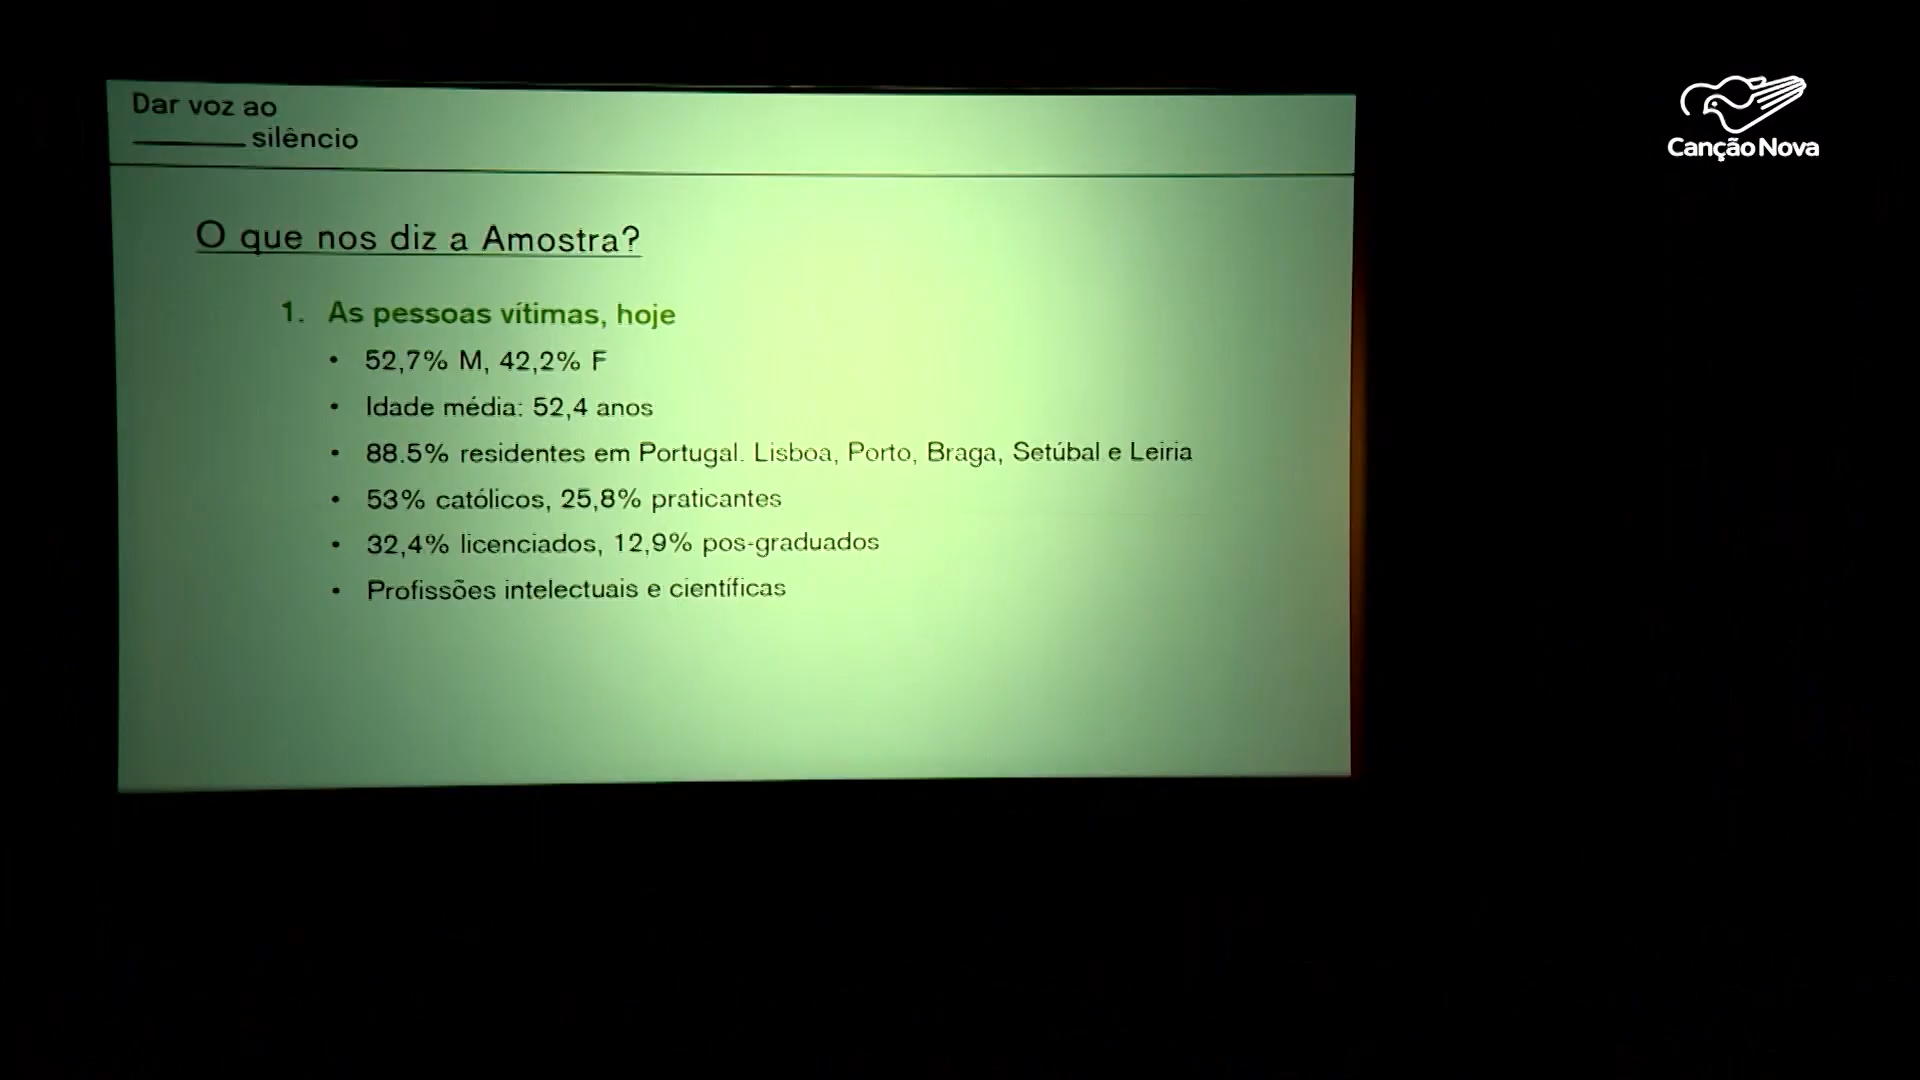 Dar voz ao
silêncio
Canção Nova
O que nos diz a Amostra?
1. As pessoas vítimas, hoje
• 52,7% M, 42,2% F
• Idade média: 52,4 anos
• 88.5% residentes em Portugal. Lisboa, Porto, Braga, Setúbal e Leiria
• 53% católicos, 25,8% praticantes
• 32,4% licenciados, 12,9% pos-graduados
• Profissões intelectuais e científicas